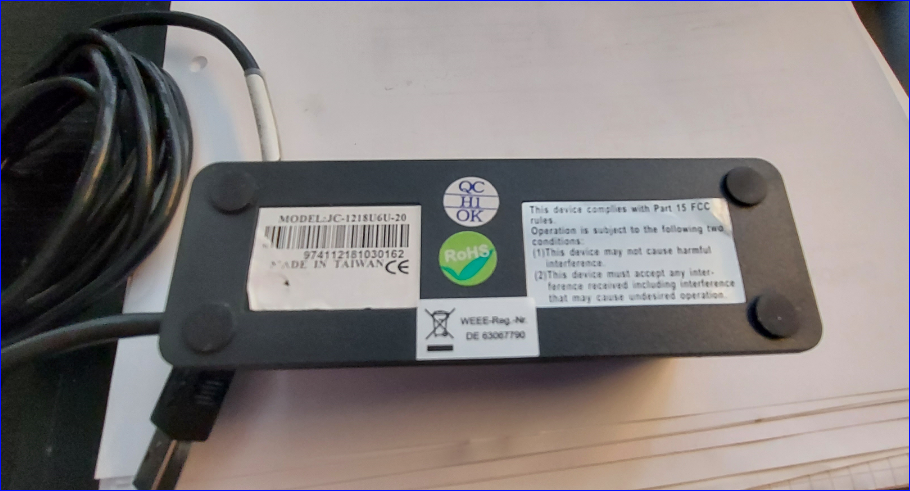 MODEL:JC-1218U6U-20
974112181030162
MADE IN TAIWAN CE
QC
H1
OK
RoHS
WEEE-Reg.-Nr.
DE 63067790
This device complies with Part 15 FCC
rules.
Operation is subject to the following two
conditions:
(1)This device may not cause harmful
interference.
(2)This device must accept any inter-
ference received including interference
that may cause undesired operation.